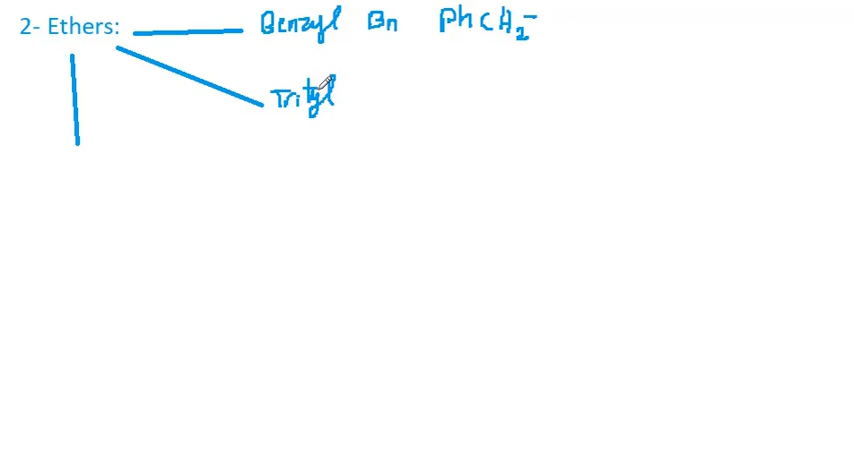 2- Ethers: Benzyl Bn PhCH₂-
Trityl